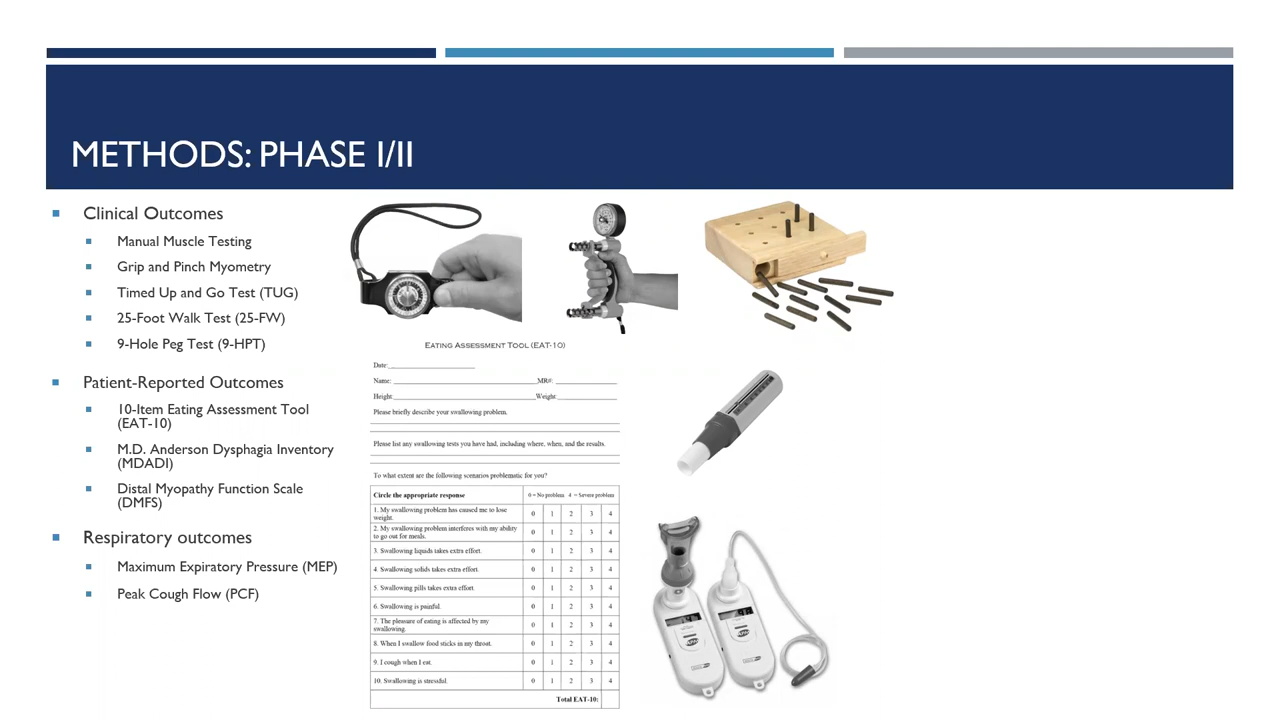 METHODS: PHASE I/II
Clinical Outcomes
Manual Muscle Testing
Grip and Pinch Myometry
Timed Up and Go Test (TUG)
25-Foot Walk Test (25-FW)
9-Hole Peg Test (9-HPT)
Patient-Reported Outcomes
10-Item Eating Assessment Tool
(EAT-10)
M.D. Anderson Dysphagia Inventory
(MDADI)
Distal Myopathy Function Scale
(DMFS)
Respiratory outcomes
Maximum Expiratory Pressure (MEP)
Peak Cough Flow (PCF)
EATING ASSESSMENT TOOL (EAT-10)
Date:
Name: MR#:
Height: Weight:
Please briefly describe your swallowing problem.
Please list any swallowing tests you have had, including where, when, and the results.
To what extent are the following scenarios problematic for you?
Circle the appropriate response 0 = No problem 4 = Severe problem
1. My swallowing problem has caused me to lose
weight. 0 1 2 3 4
2. My swallowing problem interferes with my ability
to go out for meals. 0 1 2 3 4
3. Swallowing liquids takes extra effort. 0 1 2 3 4
4. Swallowing solids takes extra effort. 0 1 2 3 4
5. Swallowing pills takes extra effort 0 1 2 3 4
6. Swallowing is painful. 0 1 2 3 4
7. The pleasure of eating is affected by my
swallowing. 0 1 2 3 4
8. When I swallow food sticks in my throat. 0 1 2 3 4
9. I cough when I eat. 0 1 2 3 4
10. Swallowing is stressful. 0 1 2 3 4
Total EAT-10: